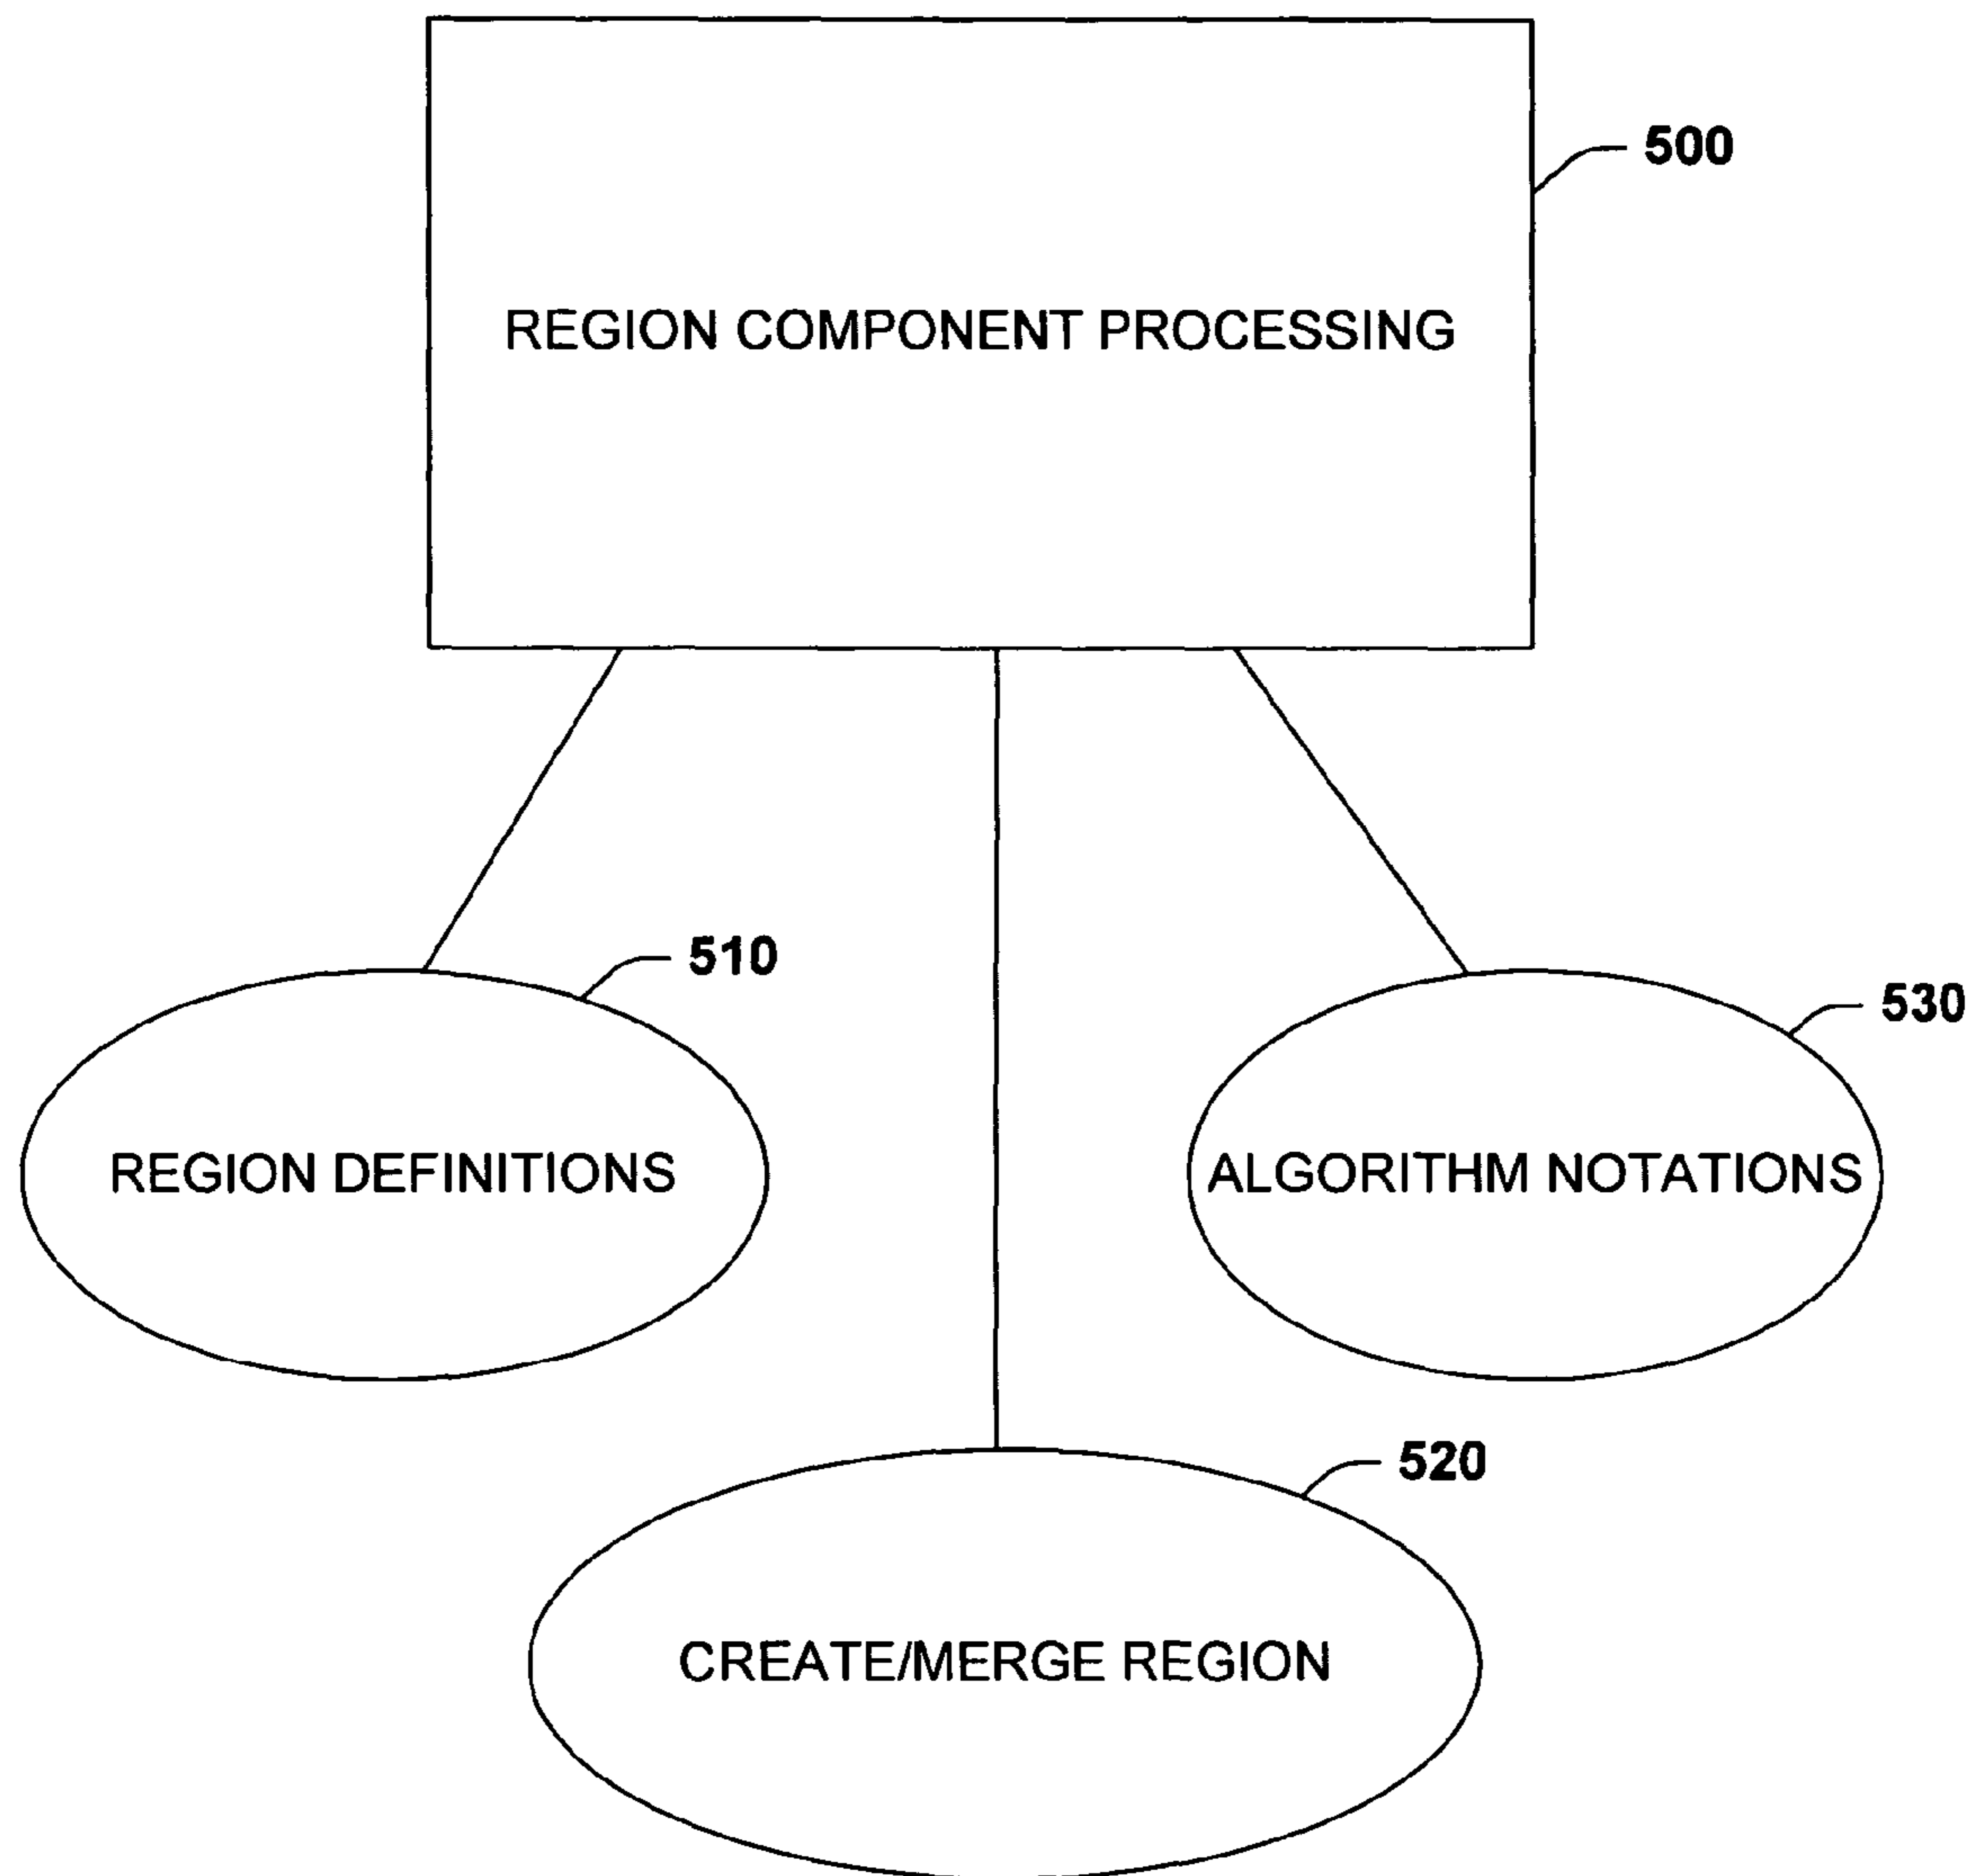 500
REGION COMPONENT PROCESSING
510
530
REGION DEFINITIONS
ALGORITHM NOTATIONS
520
CREATE/MERGE REGION